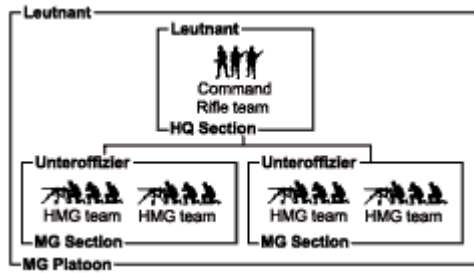 Leutnant
Leutnant
Command
Rifle team
HQ Section
Unteroffizier Unteroffizier
HMG team HMG team HMG team HMG team
MG Section MG Section
MG Platoon